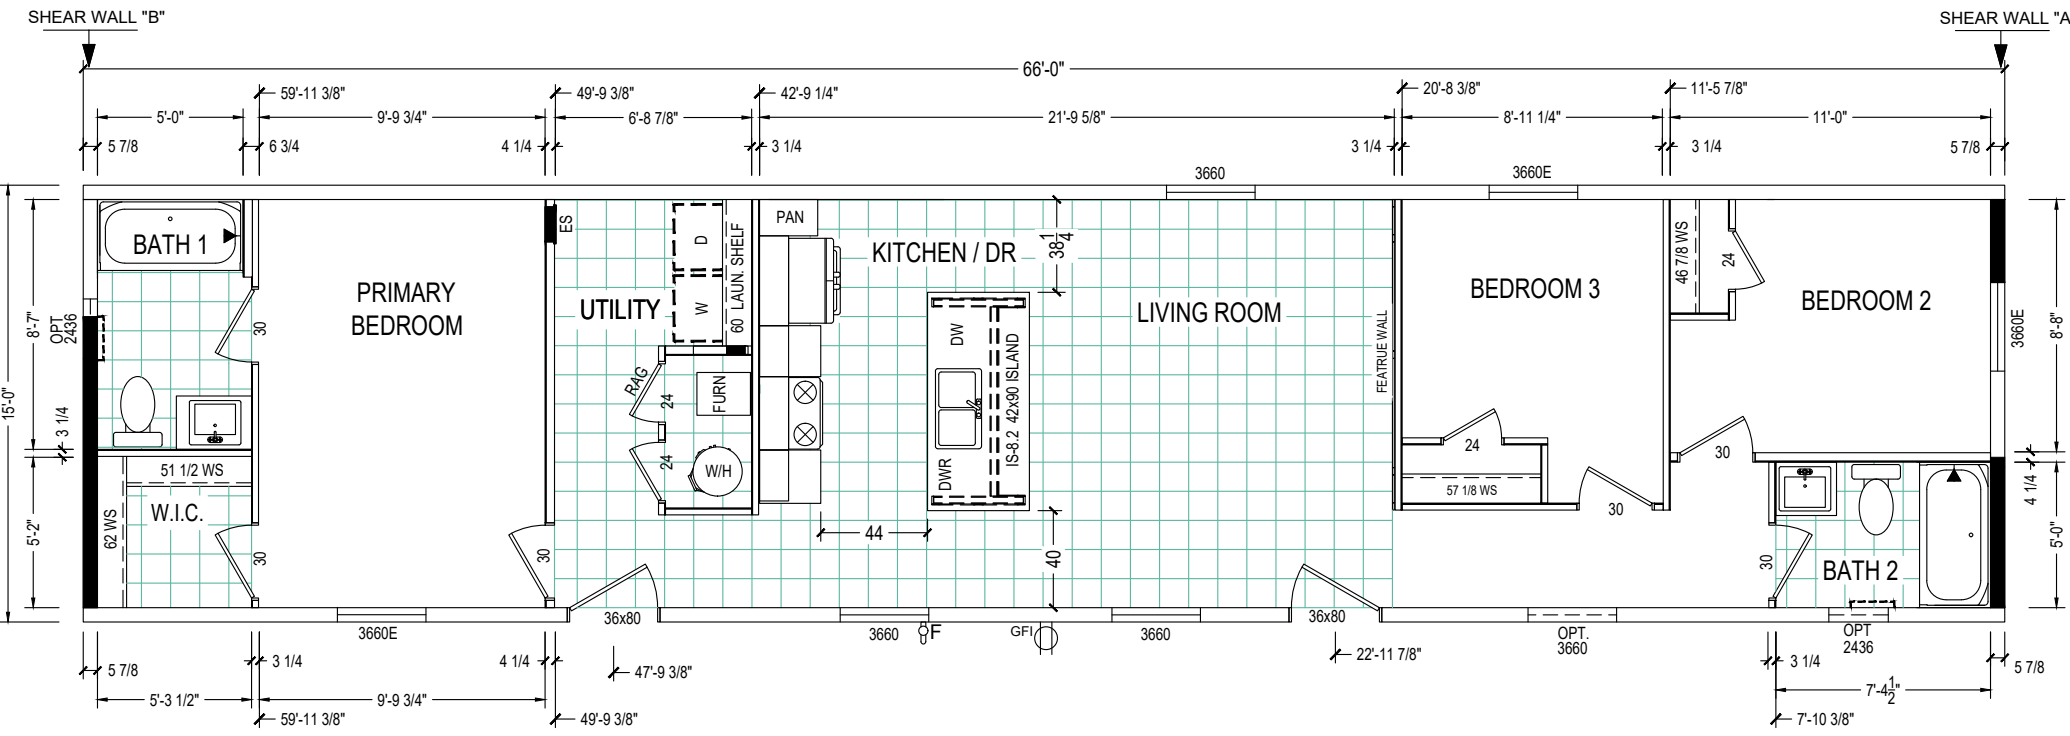 SHEAR WALL "B"
SHEAR WALL "A
66'-0"
59'-11 3/8"
49'-9 3/8"
42'-9 1/4"
20'-8 3/8"
11'-5 7/8"
5'-0"
9'-9 3/4"
6'-8 7/8"
21'-9 5/8"
8'-11 1/4"
11'-0"
5 7/8
6 3/4
4 1/4
3 1/4
3 1/4
3 1/4
5 7/8
3660
3660E
15'-0"
8'-7"
3 1/4
5'-2"
OPT
2436
BATH 1
30
PRIMARY
BEDROOM
51 1/2 WS
62 WS
W.I.C.
30
30
ES
UTILITY
D
W
60 LAUN. SHELF
RAG
24
FURN
24
W/H
PAN
KITCHEN / DR
38 1/4
DW
DWR
IS-8.2 42x90 ISLAND
44
40
LIVING ROOM
FEATRUE WALL
BEDROOM 3
24
57 1/8 WS
30
46 7/8 WS
24
BEDROOM 2
30
3660E
8'-8"
4 1/4
5'-0"
30
BATH 2
3660E
36x80
3660
F
GFI
3660
36x80
OPT.
3660
OPT
2436
5 7/8
3 1/4
4 1/4
47'-9 3/8"
22'-11 7/8"
3 1/4
5 7/8
5'-3 1/2"
9'-9 3/4"
7'-4 1/2"
59'-11 3/8"
49'-9 3/8"
7'-10 3/8"